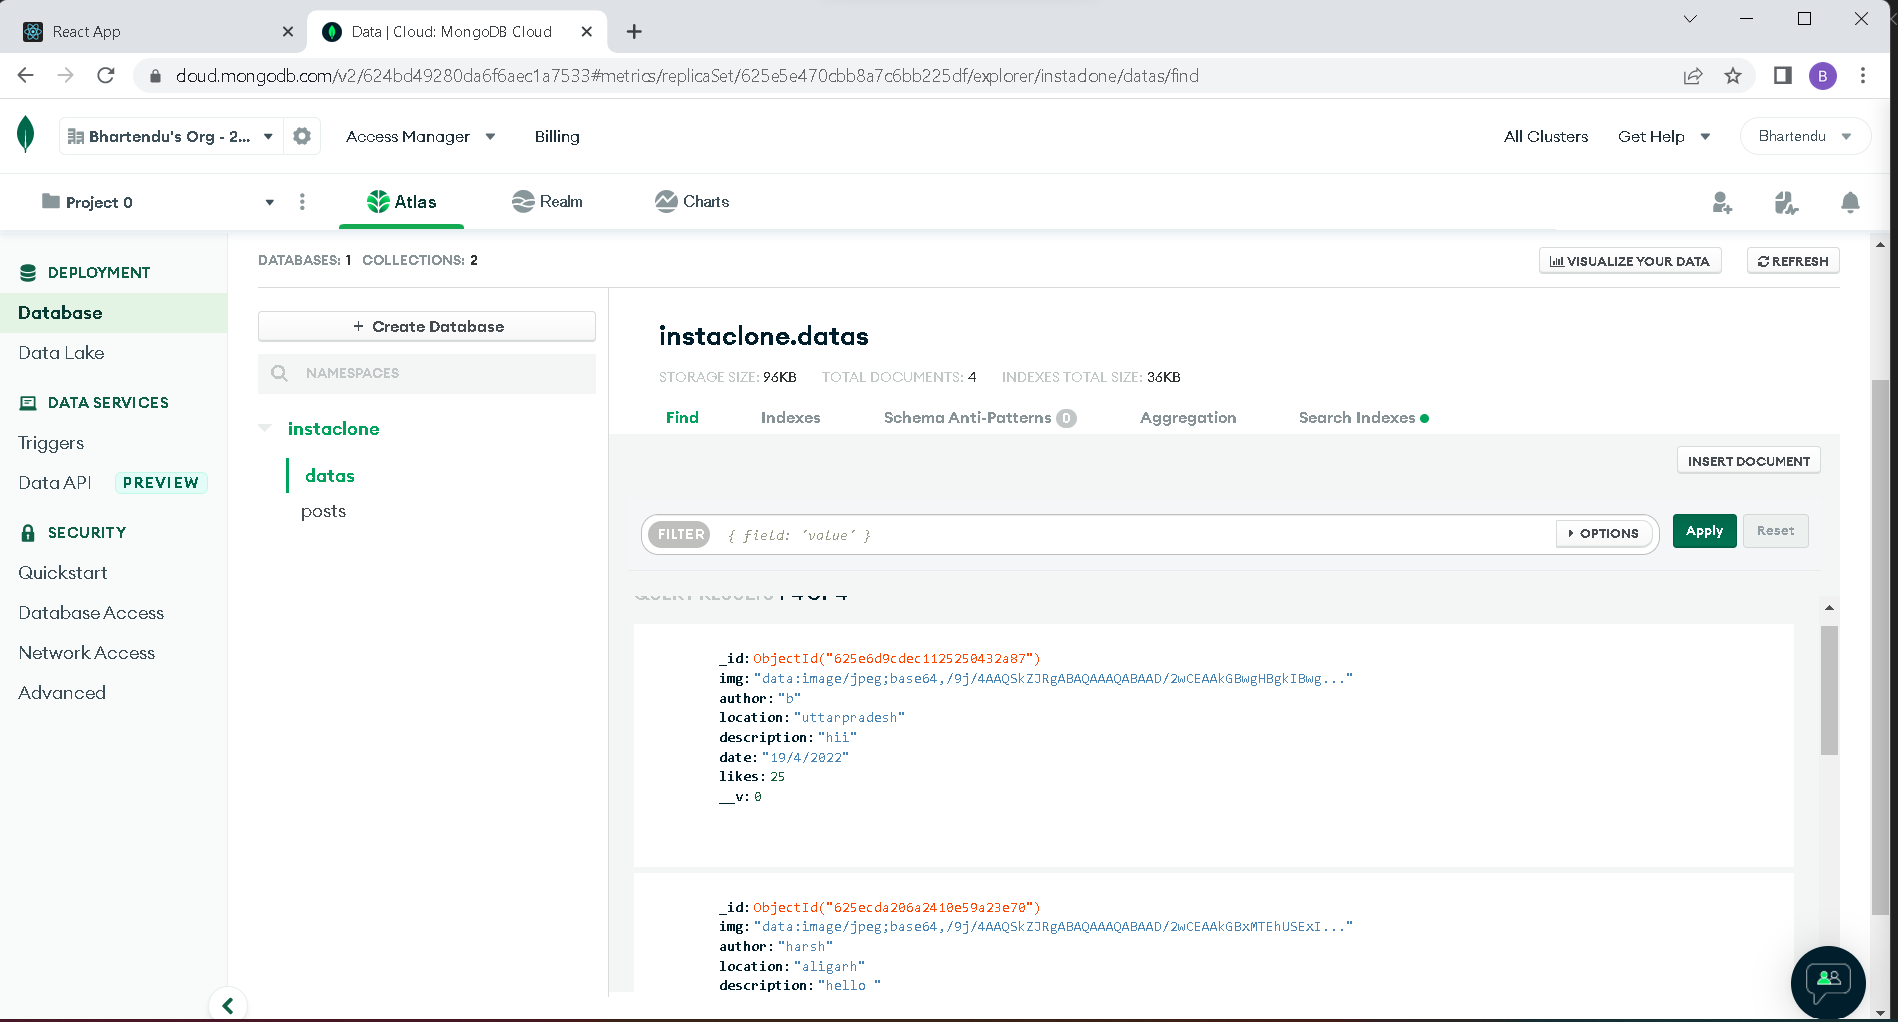 React App
Data | Cloud: MongoDB Cloud
cloud.mongodb.com/v2/624bd49280da6f6aec1a7533#metrics/replicaSet/625e5e470cbb8a7c6bb225df/explorer/instaclone/datas/find
B
Bhartendu's Org - 2...
Access Manager
Billing
All Clusters
Get Help
Bhartendu
Project 0
Atlas
Realm
Charts
DEPLOYMENT
Database
Data Lake
DATA SERVICES
Triggers
Data API PREVIEW
SECURITY
Quickstart
Database Access
Network Access
Advanced
DATABASES: 1 COLLECTIONS: 2
VISUALIZE YOUR DATA
REFRESH
+ Create Database
NAMESPACES
instaclone
datas
posts
instaclone.datas
STORAGE SIZE: 96KB TOTAL DOCUMENTS: 4 INDEXES TOTAL SIZE: 36KB
Find Indexes Schema Anti-Patterns 0 Aggregation Search Indexes
INSERT DOCUMENT
FILTER { field: 'value' } OPTIONS Apply Reset
QUERY RESULTS 1-4 OF 4
_id: ObjectId("625e6d9cdec1125250432a87")
img: "data:image/jpeg;base64,/9j/4AAQSkZJRgABAQAAAQABAAD/2wCEAAkGBwgHBgkIBwg..."
author: "b"
location: "uttarpradesh"
description: "hii"
date: "19/4/2022"
likes: 25
__v: 0
_id: ObjectId("625ecda206a2410e59a23e70")
img: "data:image/jpeg;base64,/9j/4AAQSkZJRgABAQAAAQABAAD/2wCEAAkGBxMTEhUSExI..."
author: "harsh"
location: "aligarh"
description: "hello "